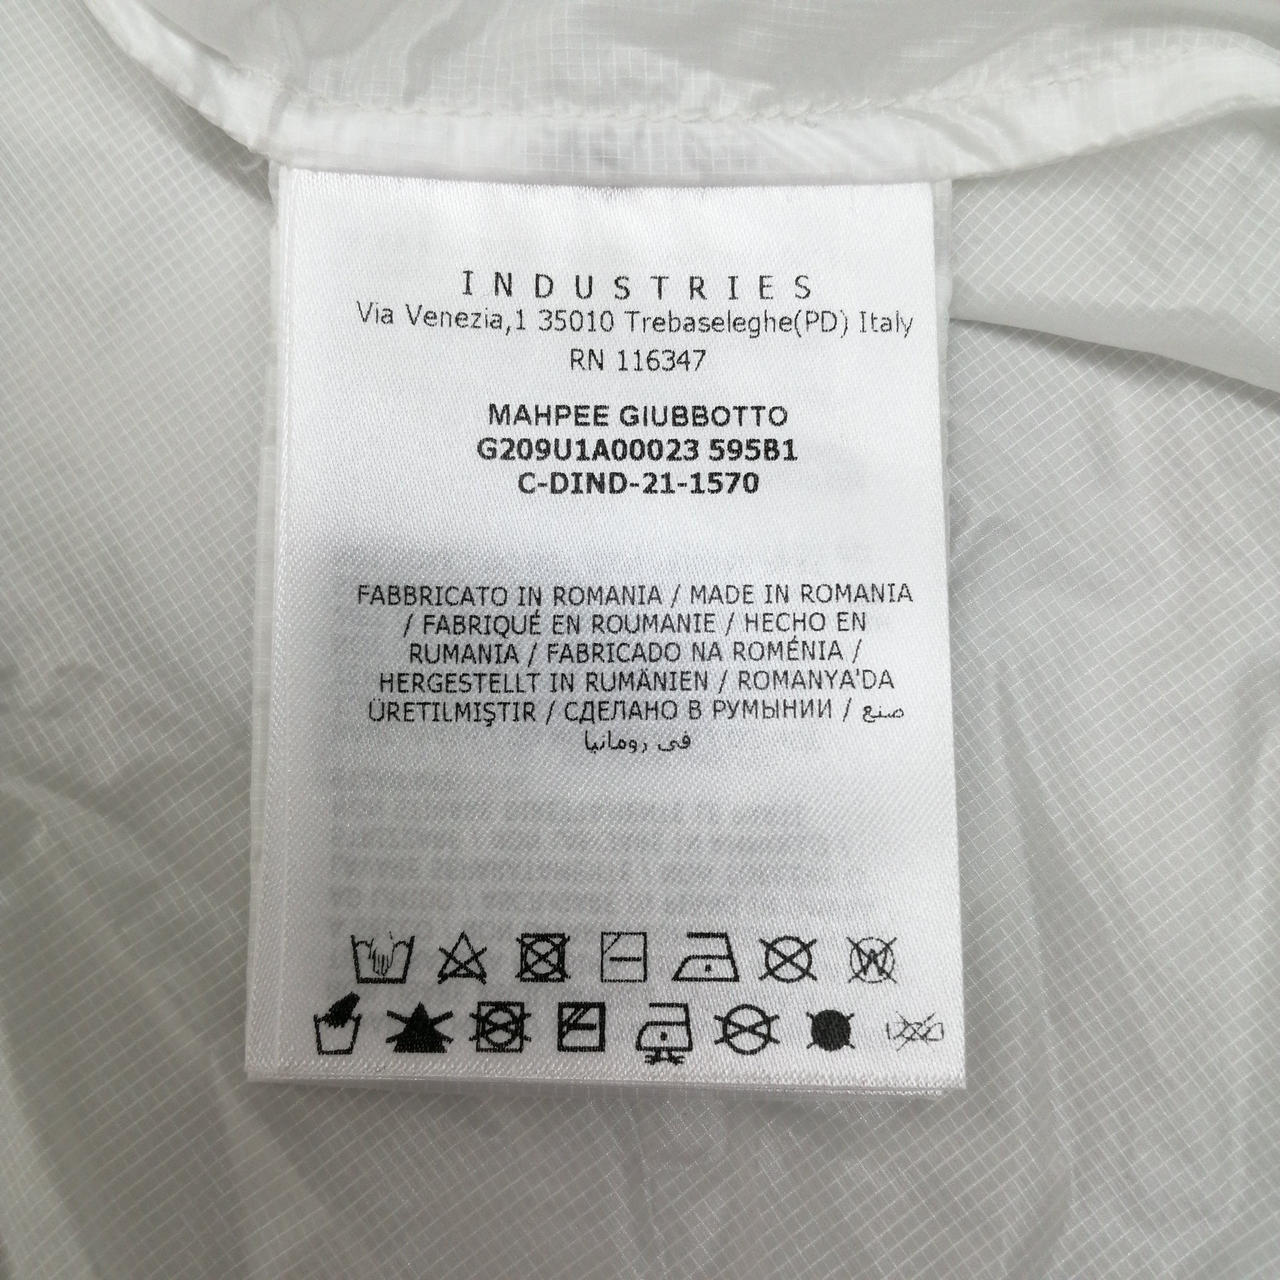 INDUSTRIES
Via Venezia,1 35010 Trebaseleghe(PD) Italy
RN 116347
MAHPEE GIUBBOTTO
G209U1A00023 595B1
C-DIND-21-1570
FABBRICATO IN ROMANIA / MADE IN ROMANIA
/ FABRIQUÉ EN ROUMANIE / HECHO EN
RUMANIA / FABRICADO NA ROMÉNIA /
HERGESTELLT IN RUMÄNIEN / ROMANYA'DA
ÜRETILMIŞTIR / СДЕЛАНО В РУМЫНИИ / صنع
في رومانيا